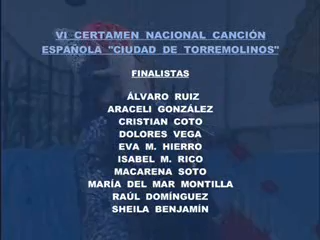 VI CERTAMEN NACIONAL CANCIÓN
ESPAÑOLA "CIUDAD DE TORREMOLINOS"
FINALISTAS
ÁLVARO RUIZ
ARACELI GONZÁLEZ
CRISTIAN COTO
DOLORES VEGA
EVA M. HIERRO
ISABEL M. RICO
MACARENA SOTO
MARÍA DEL MAR MONTILLA
RAÚL DOMÍNGUEZ
SHEILA BENJAMÍN